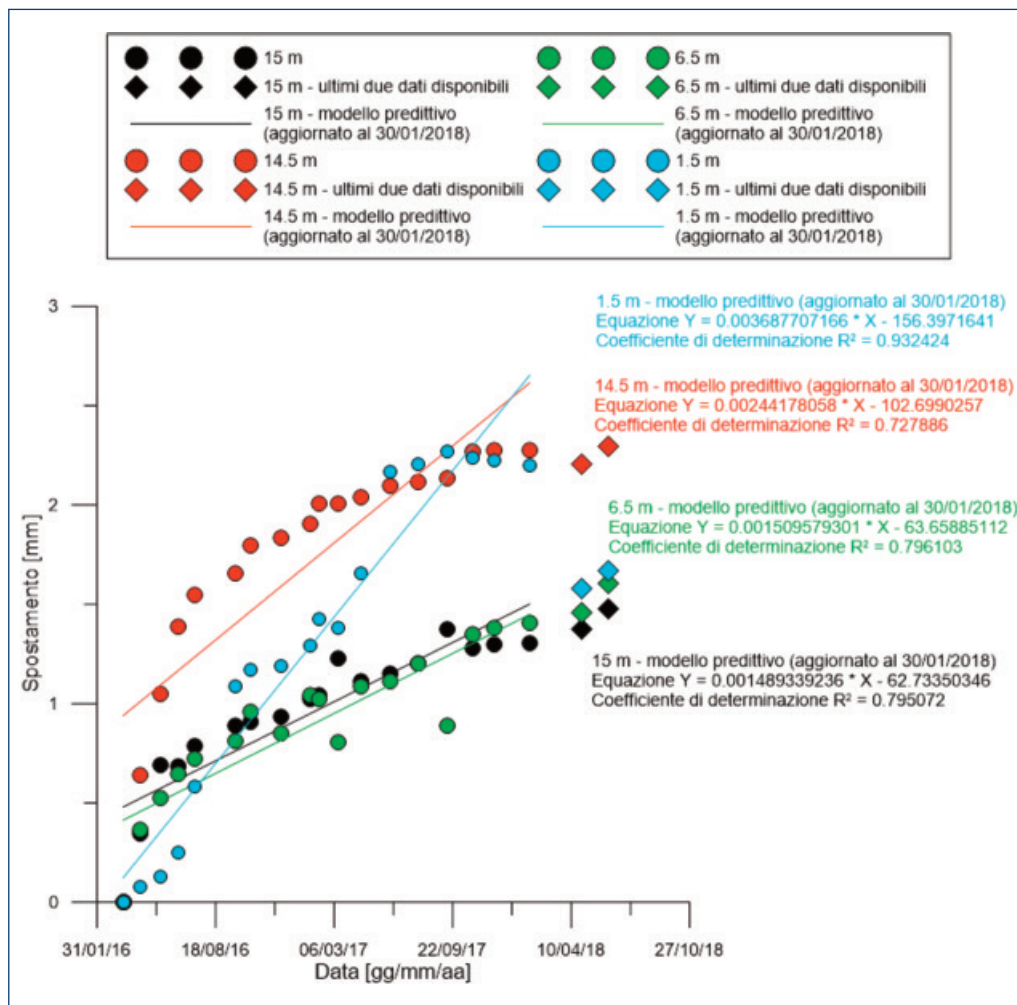 15 m
15 m - ultimi due dati disponibili
15 m - modello predittivo
(aggiornato al 30/01/2018)
14.5 m
14.5 m - ultimi due dati disponibili
14.5 m - modello predittivo
(aggiornato al 30/01/2018)
6.5 m
6.5 m - ultimi due dati disponibili
6.5 m - modello predittivo
(aggiornato al 30/01/2018)
1.5 m
1.5 m - ultimi due dati disponibili
1.5 m - modello predittivo
(aggiornato al 30/01/2018)
1.5 m - modello predittivo (aggiornato al 30/01/2018)
Equazione Y = 0.003687707166 * X - 156.3971641
Coefficiente di determinazione R² = 0.932424
14.5 m - modello predittivo (aggiornato al 30/01/2018)
Equazione Y = 0.00244178058 * X - 102.6990257
Coefficiente di determinazione R² = 0.727886
6.5 m - modello predittivo (aggiornato al 30/01/2018)
Equazione Y = 0.001509579301 * X - 63.65885112
Coefficiente di determinazione R² = 0.796103
15 m - modello predittivo (aggiornato al 30/01/2018)
Equazione Y = 0.001489339236 * X - 62.73350346
Coefficiente di determinazione R² = 0.795072
Spostamento [mm]
3
2
1
0
31/01/16
18/08/16
06/03/17
22/09/17
10/04/18
27/10/18
Data [gg/mm/aa]